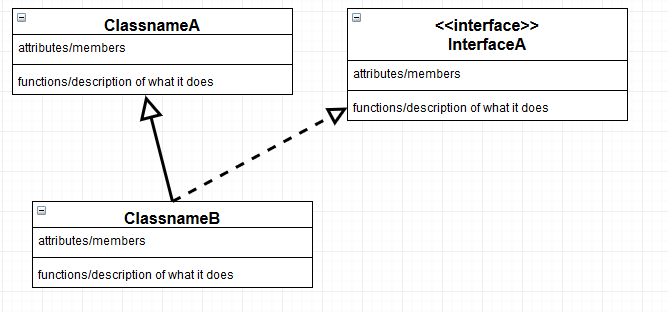 ClassnameA
attributes/members
functions/description of what it does
<<interface>>
InterfaceA
attributes/members
functions/description of what it does
ClassnameB
attributes/members
functions/description of what it does